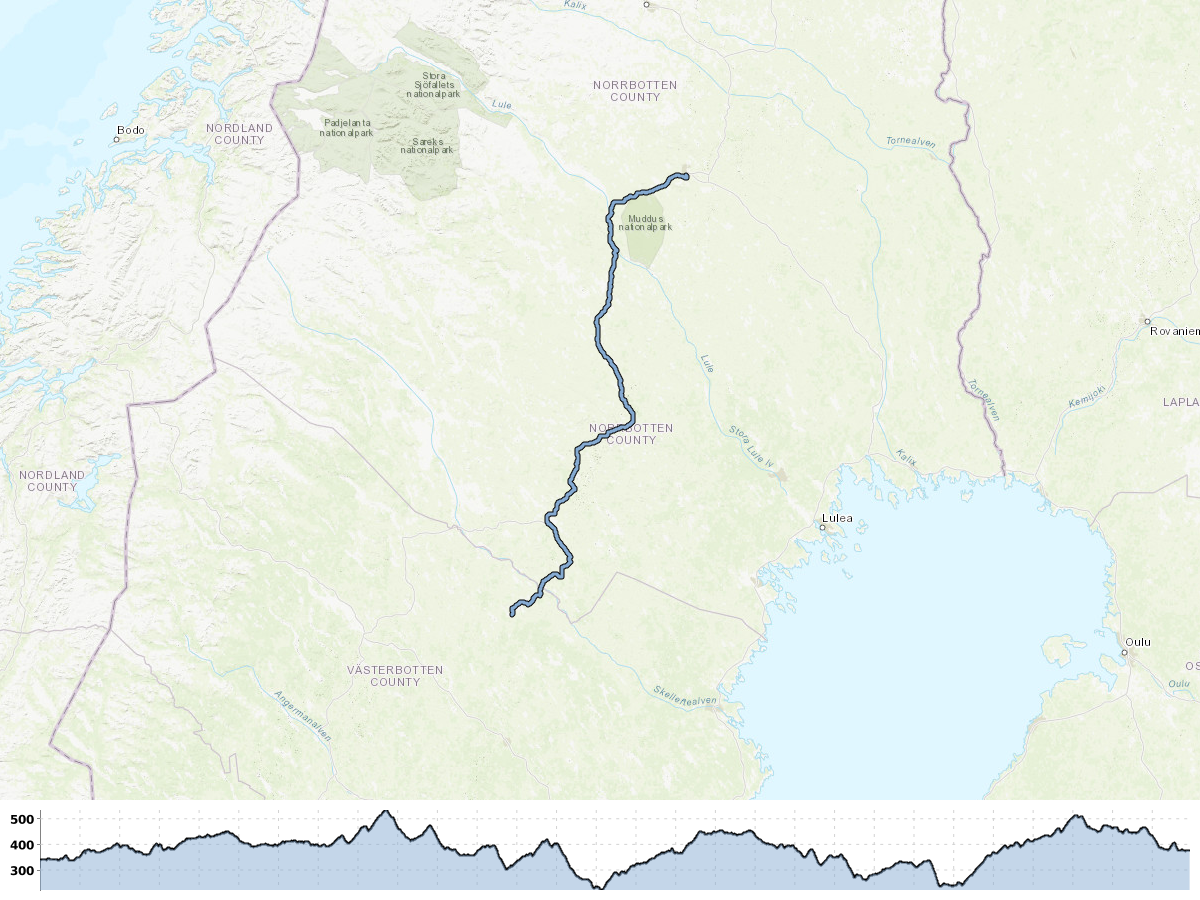 Kalix
Stora
Sjöfallets
nationalpark
NORRBOTTEN
COUNTY
Lule
Bodo
NORDLAND
COUNTY
Padjelanta
nationalpark
Sareks
nationalpark
Tornealven
Muddus
nationalpark
Rovaniem
Lule
Tornealven
Kemijoki
LAPLA
NORRBOTTEN
COUNTY
Stora Lule lv
Kalix
NORDLAND
COUNTY
Lulea
Oulu
VÄSTERBOTTEN
COUNTY
OS
Oulu
Skelleftealven
Angermanalven
500
400
300